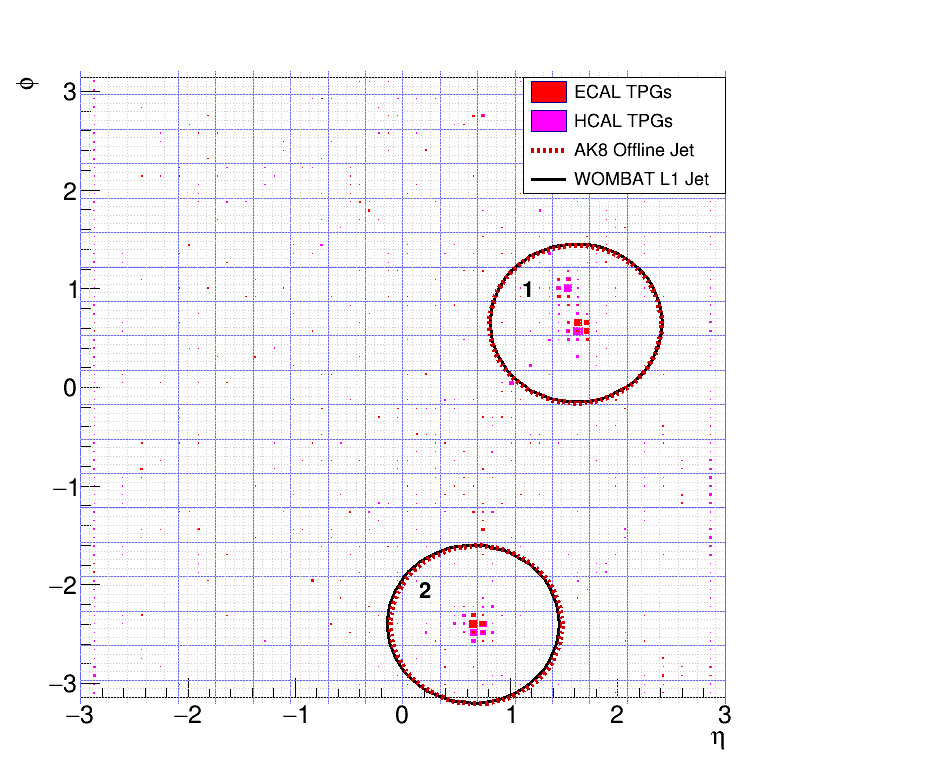 φ
3
2
1
0
−1
−2
−3
ECAL TPGs
HCAL TPGs
AK8 Offline Jet
WOMBAT L1 Jet
1
2
−3 −2 −1 0 1 2 3
η